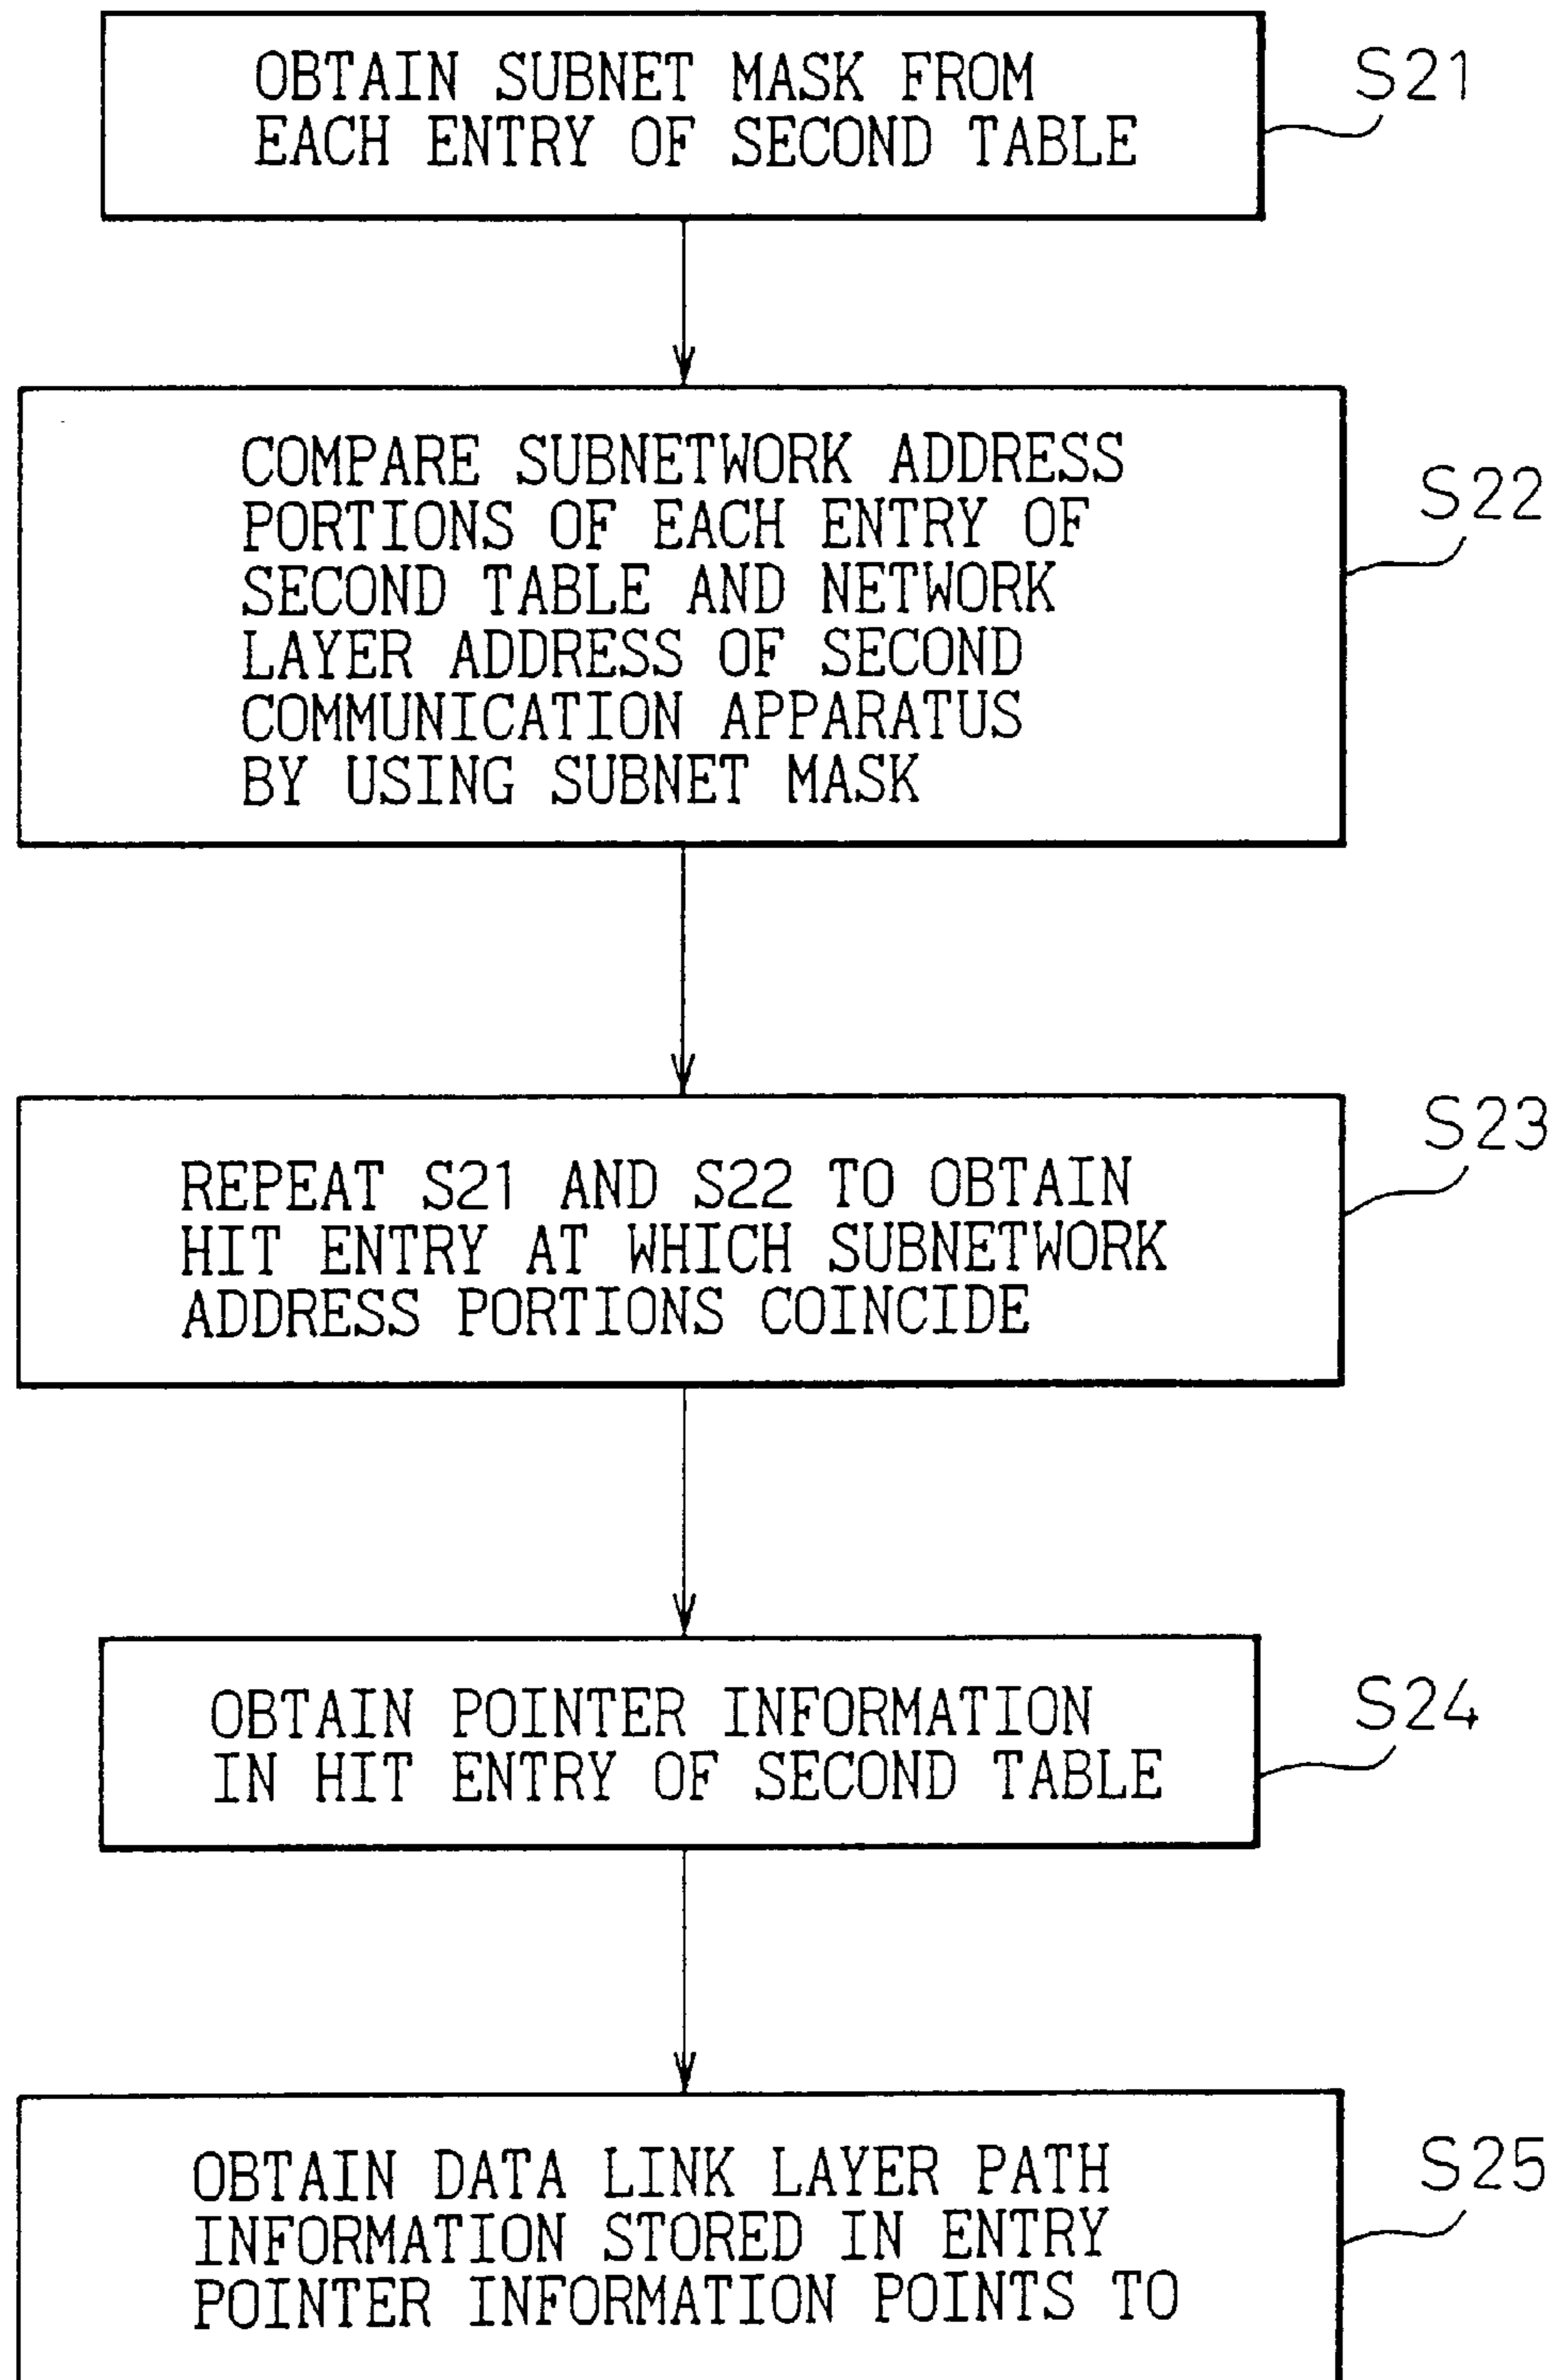 OBTAIN SUBNET MASK FROM
EACH ENTRY OF SECOND TABLE
S21
COMPARE SUBNETWORK ADDRESS
PORTIONS OF EACH ENTRY OF
SECOND TABLE AND NETWORK
LAYER ADDRESS OF SECOND
COMMUNICATION APPARATUS
BY USING SUBNET MASK
S22
REPEAT S21 AND S22 TO OBTAIN
HIT ENTRY AT WHICH SUBNETWORK
ADDRESS PORTIONS COINCIDE
S23
OBTAIN POINTER INFORMATION
IN HIT ENTRY OF SECOND TABLE
S24
OBTAIN DATA LINK LAYER PATH
INFORMATION STORED IN ENTRY
POINTER INFORMATION POINTS TO
S25